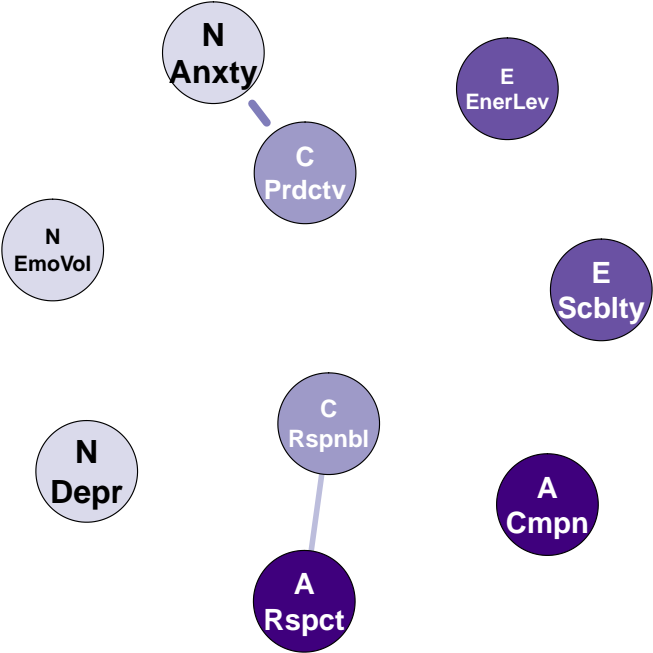 N
Anxty
E
EnerLev
C
Prdctv
N
EmoVol
E
Scblty
C
Rspnbl
N
Depr
A
Cmpn
A
Rspct